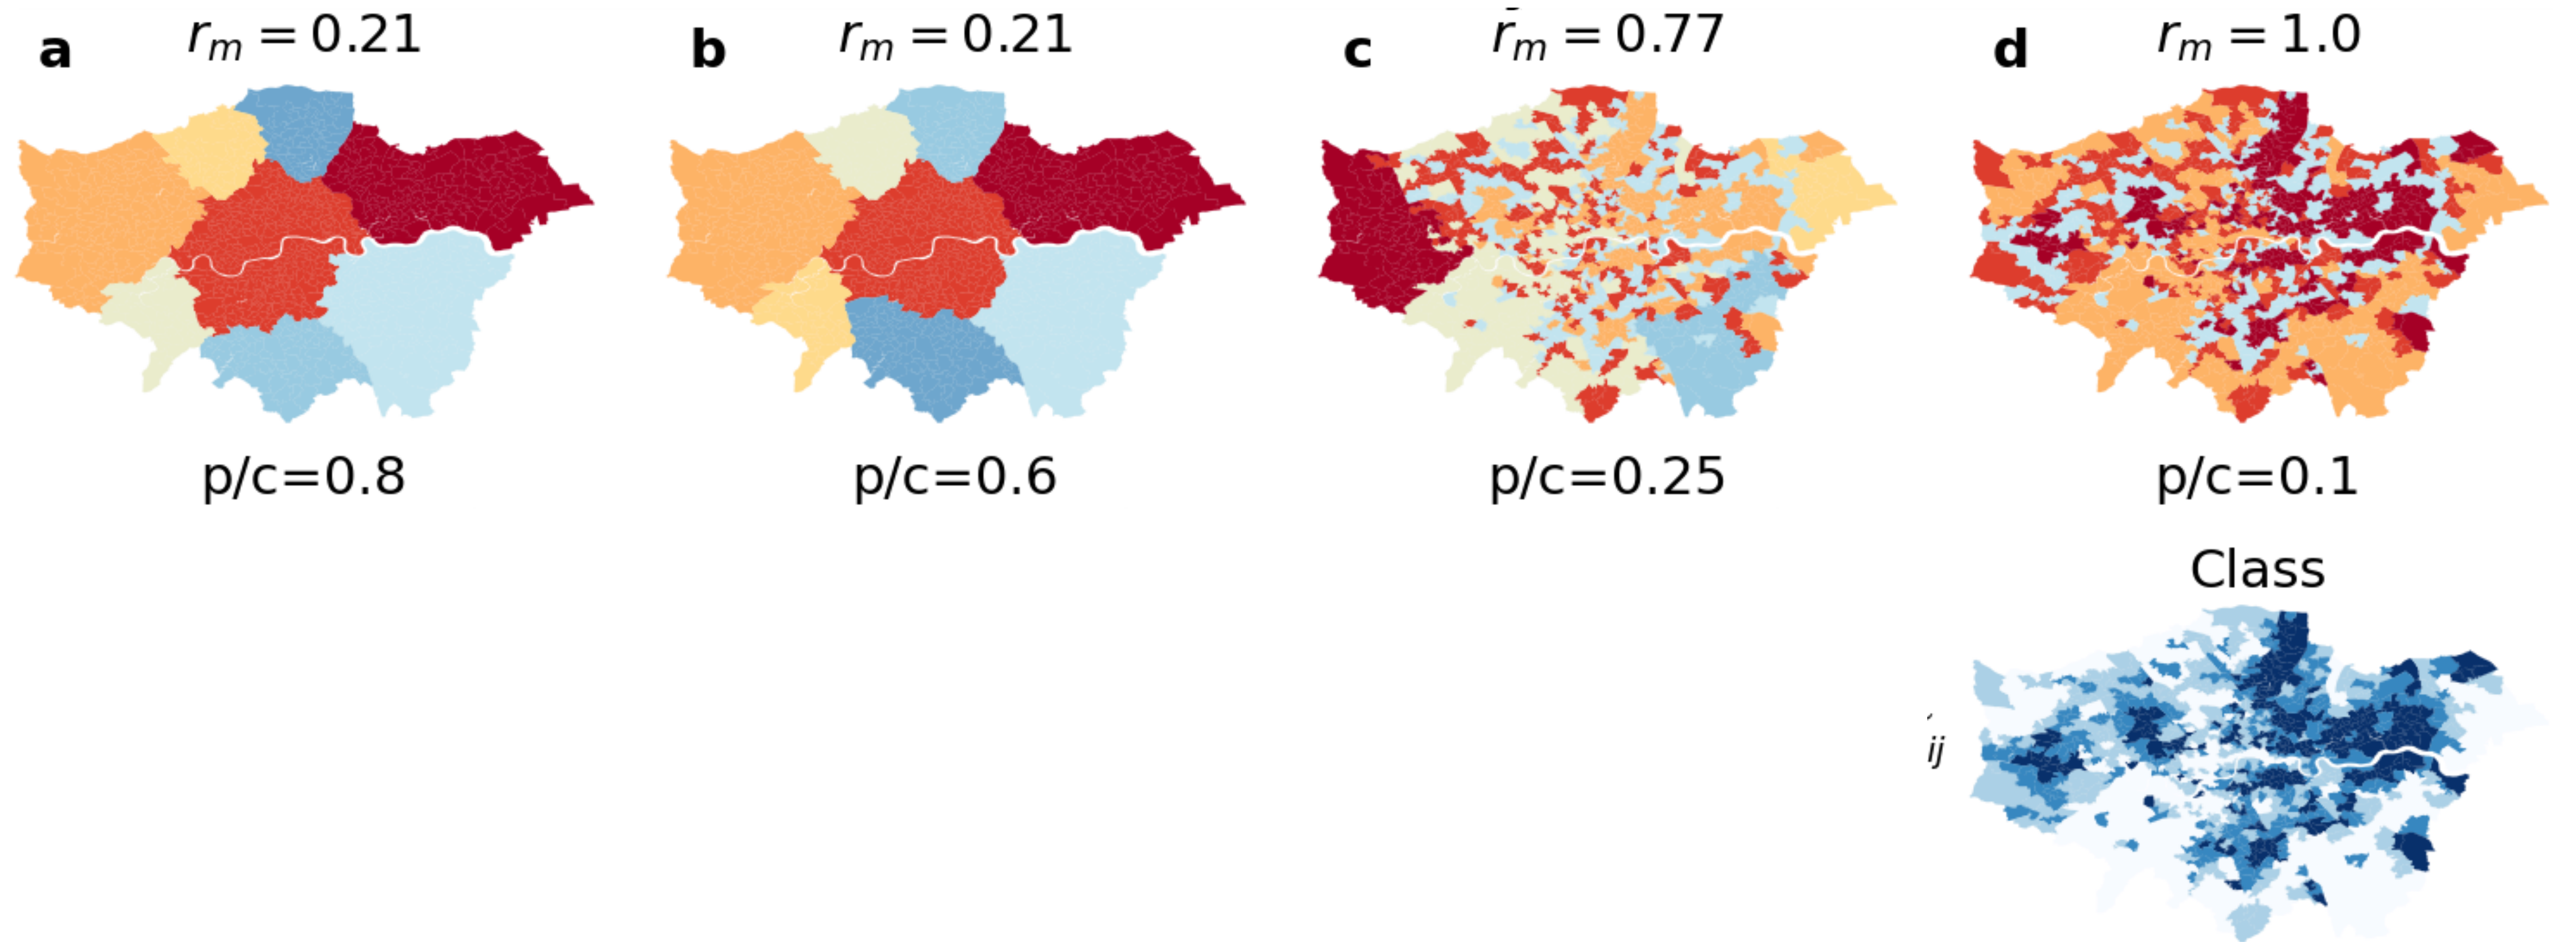 a
r_m = 0.21
b
r_m = 0.21
c
r_m = 0.77
d
r_m = 1.0
p/c=0.8
p/c=0.6
p/c=0.25
p/c=0.1
Class
ij